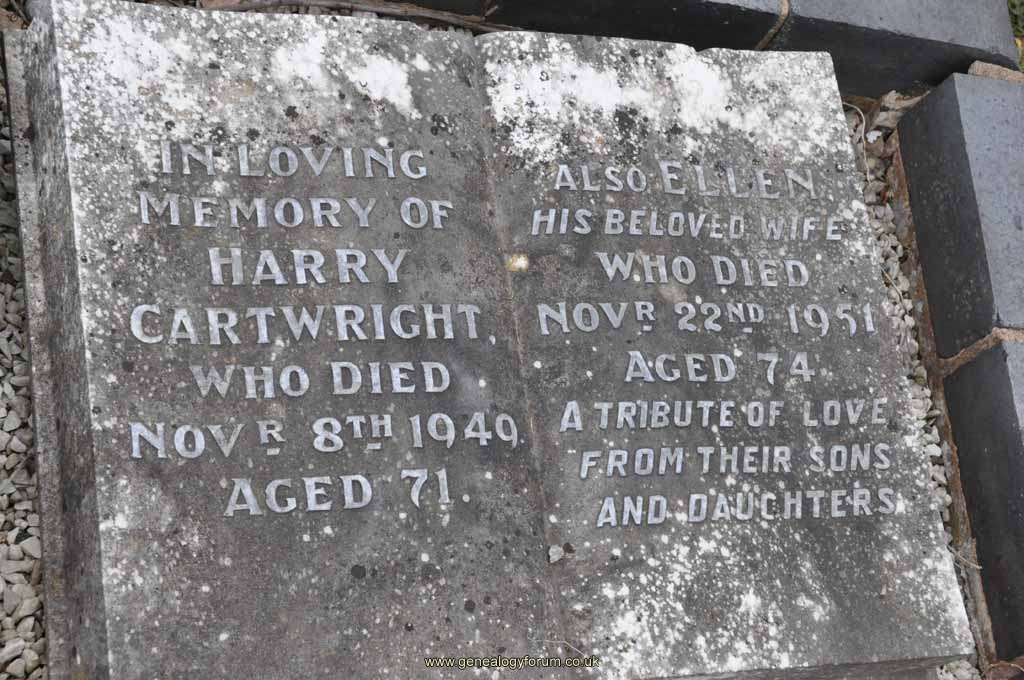 IN LOVING
MEMORY OF
HARRY
CARTWRIGHT,
WHO DIED
NOVR 8TH 1949.
AGED 71.
ALSO ELLEN
HIS BELOVED WIFE
WHO DIED
NOVR 22ND 1951
AGED 74
A TRIBUTE OF LOVE
FROM THEIR SONS
AND DAUGHTERS.
www.genealogyforum.co.uk